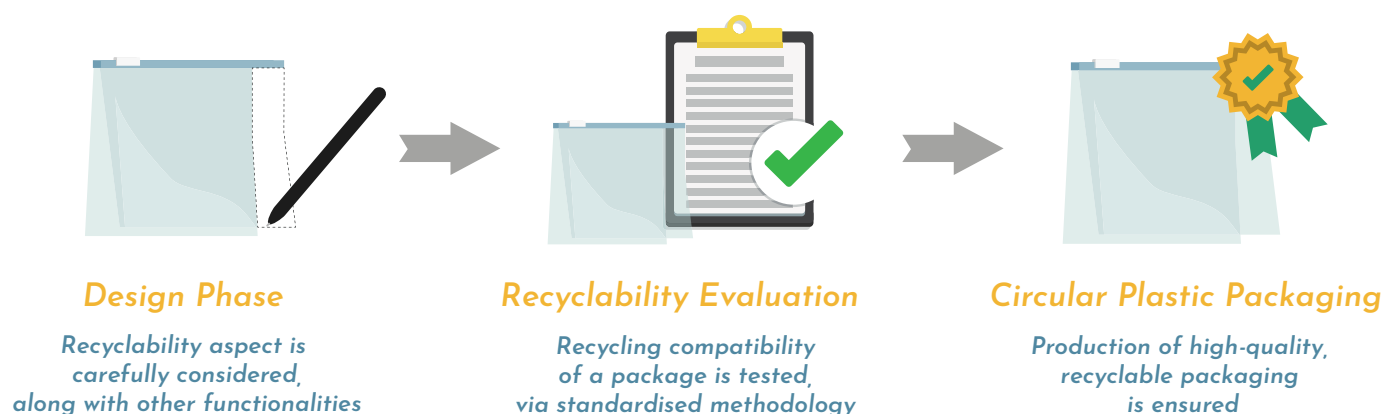 Design Phase
Recyclability aspect is
carefully considered,
along with other functionalities
Recyclability Evaluation
Recycling compatibility
of a package is tested,
via standardised methodology
Circular Plastic Packaging
Production of high-quality,
recyclable packaging
is ensured